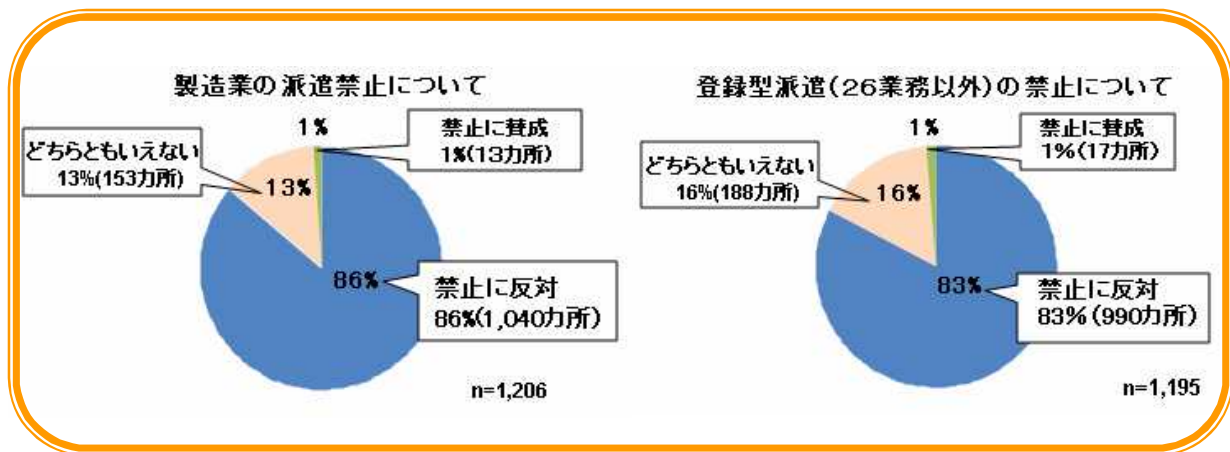 製造業の派遣禁止について
1%
禁止に賛成
1%(13カ所)
どちらともいえない
13%(153カ所)
13%
86%
禁止に反対
86%(1,040カ所)
n=1,206
登録型派遣(26業務以外)の禁止について
1%
禁止に賛成
1%(17カ所)
どちらともいえない
16%(188カ所)
16%
83%
禁止に反対
83%(990カ所)
n=1,195